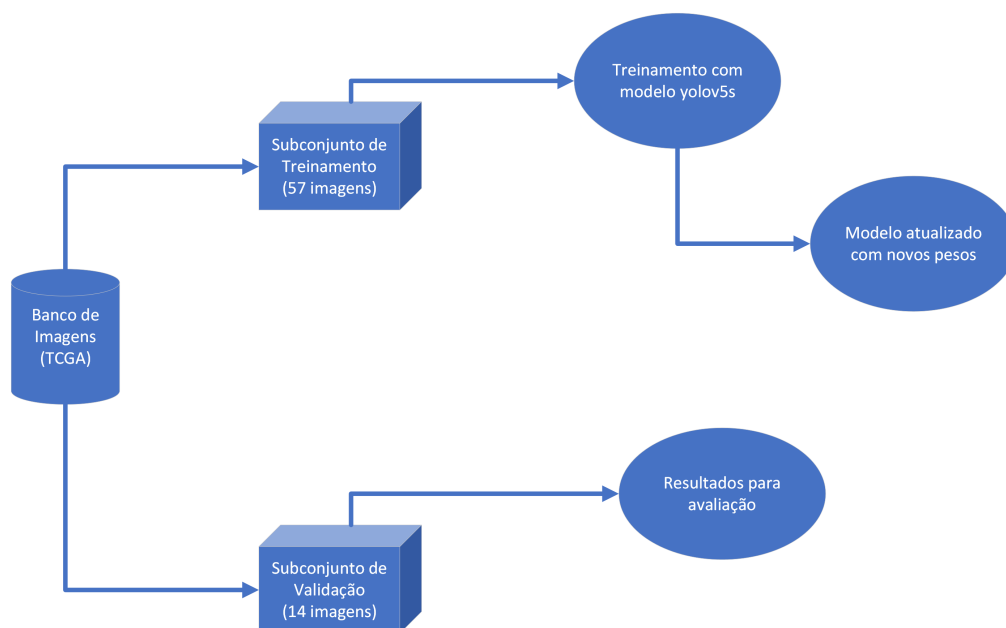 Treinamento com
modelo yolov5s
Subconjunto de
Treinamento
(57 imagens)
Modelo atualizado
com novos pesos
Banco de
Imagens
(TCGA)
Resultados para
avaliação
Subconjunto de
Validação
(14 imagens)